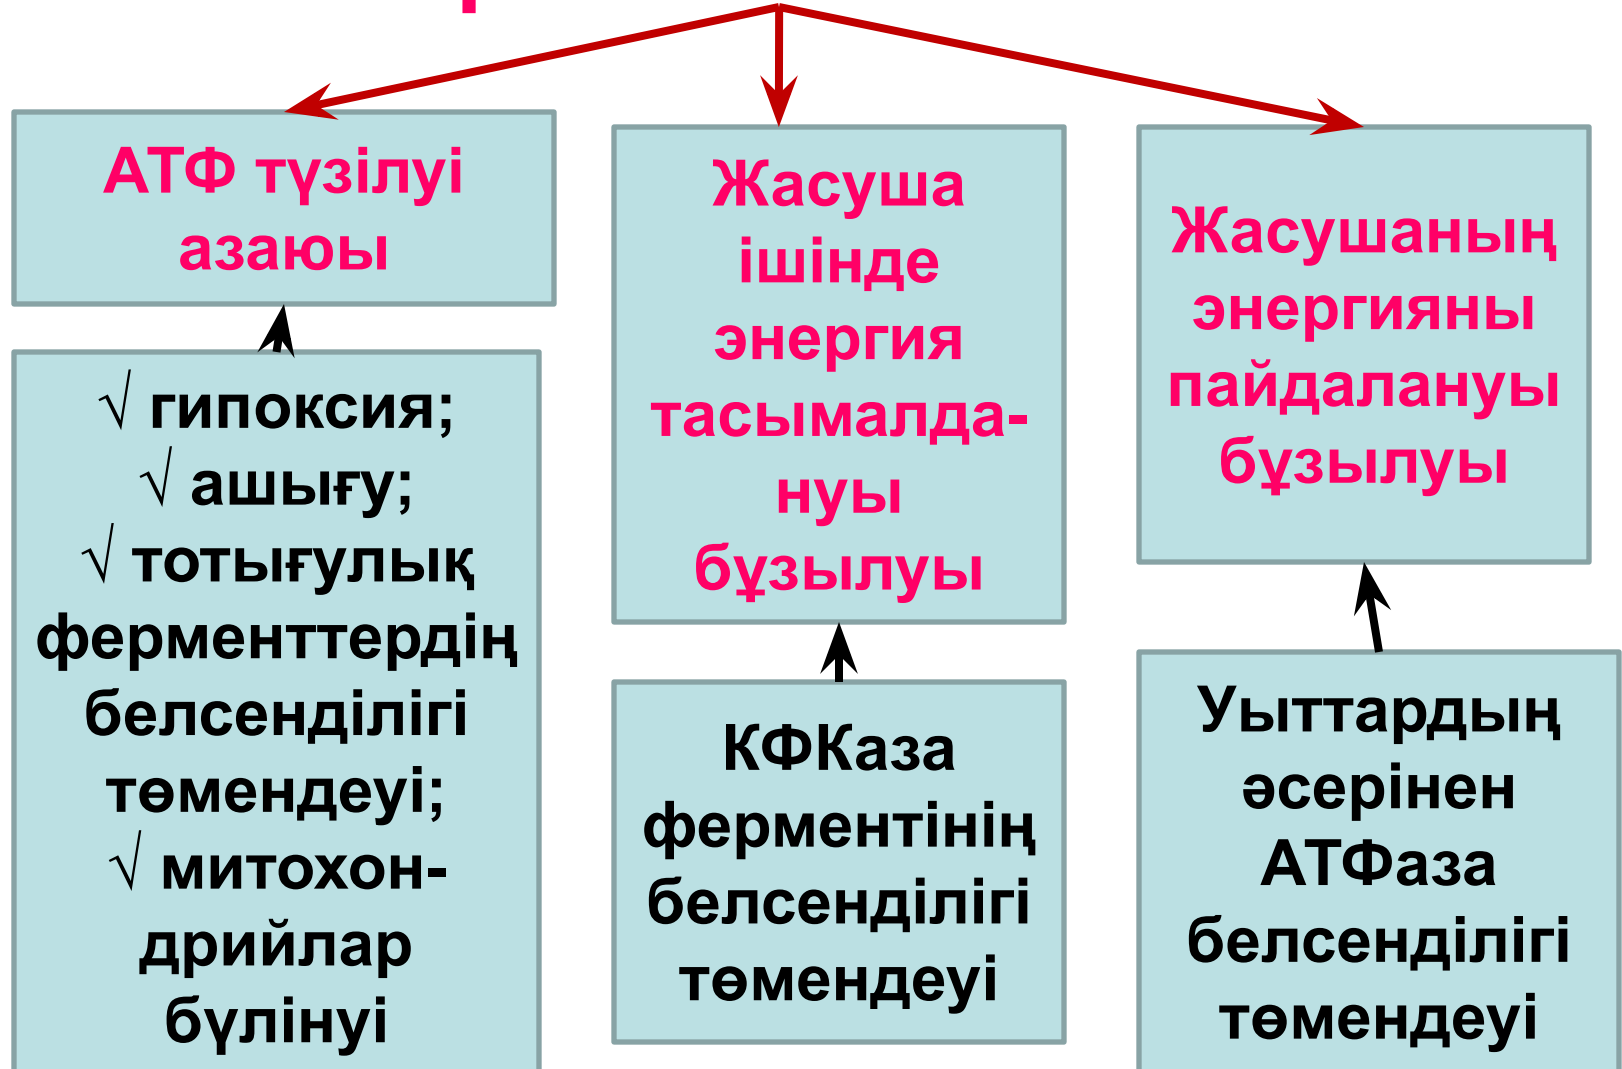 АТФ түзілуі
азаюы
Жасуша
ішінде
энергия
тасымалда-
нуы
бұзылуы
Жасушаның
энергияны
пайдалануы
бұзылуы
√ гипоксия;
√ ашығу;
√ тотығулық
ферменттердің
белсенділігі
төмендеуі;
√ митохон-
дрийлар
бүлінуі
КФКаза
ферментінің
белсенділігі
төмендеуі
Уыттардың
әсерінен
АТФаза
белсенділігі
төмендеуі